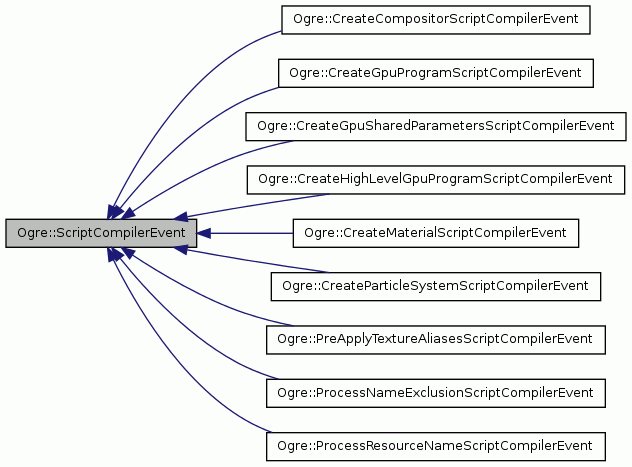 Ogre::CreateCompositorScriptCompilerEvent
Ogre::CreateGpuProgramScriptCompilerEvent
Ogre::CreateGpuSharedParametersScriptCompilerEvent
Ogre::CreateHighLevelGpuProgramScriptCompilerEvent
Ogre::ScriptCompilerEvent
Ogre::CreateMaterialScriptCompilerEvent
Ogre::CreateParticleSystemScriptCompilerEvent
Ogre::PreApplyTextureAliasesScriptCompilerEvent
Ogre::ProcessNameExclusionScriptCompilerEvent
Ogre::ProcessResourceNameScriptCompilerEvent